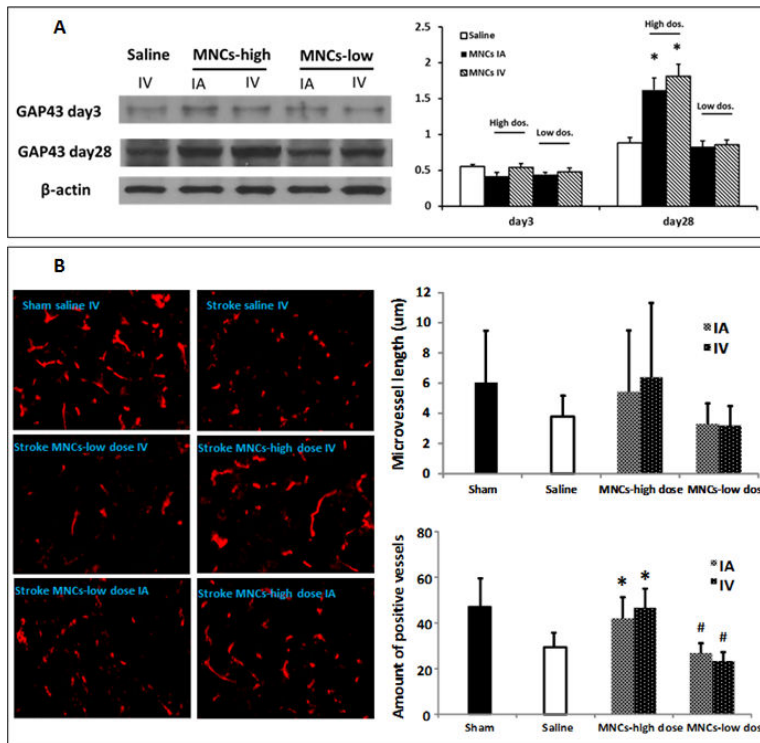 A
Saline MNCs-high MNCs-low
IV IA IV IA IV
GAP43 day3
GAP43 day28
β-actin
2.5
2
1.5
1
0.5
0
Saline
MNCs IA
MNCs IV
High dos.
Low dos.
High dos.
* *
Low dos.
day3 day28
B
Sham saline IV
Stroke saline IV
Stroke MNCs-low dose IV
Stroke MNCs-high dose IV
Stroke MNCs-low dose IA
Stroke MNCs-high dose IA
Microvessel length (um)
12
10
8
6
4
2
0
IA
IV
Sham Saline MNCs-high dose MNCs-low dose
Amount of positive vessels
80
60
40
20
0
IA
IV
* *
# #
Sham Saline MNCs-high dose MNCs-low dos